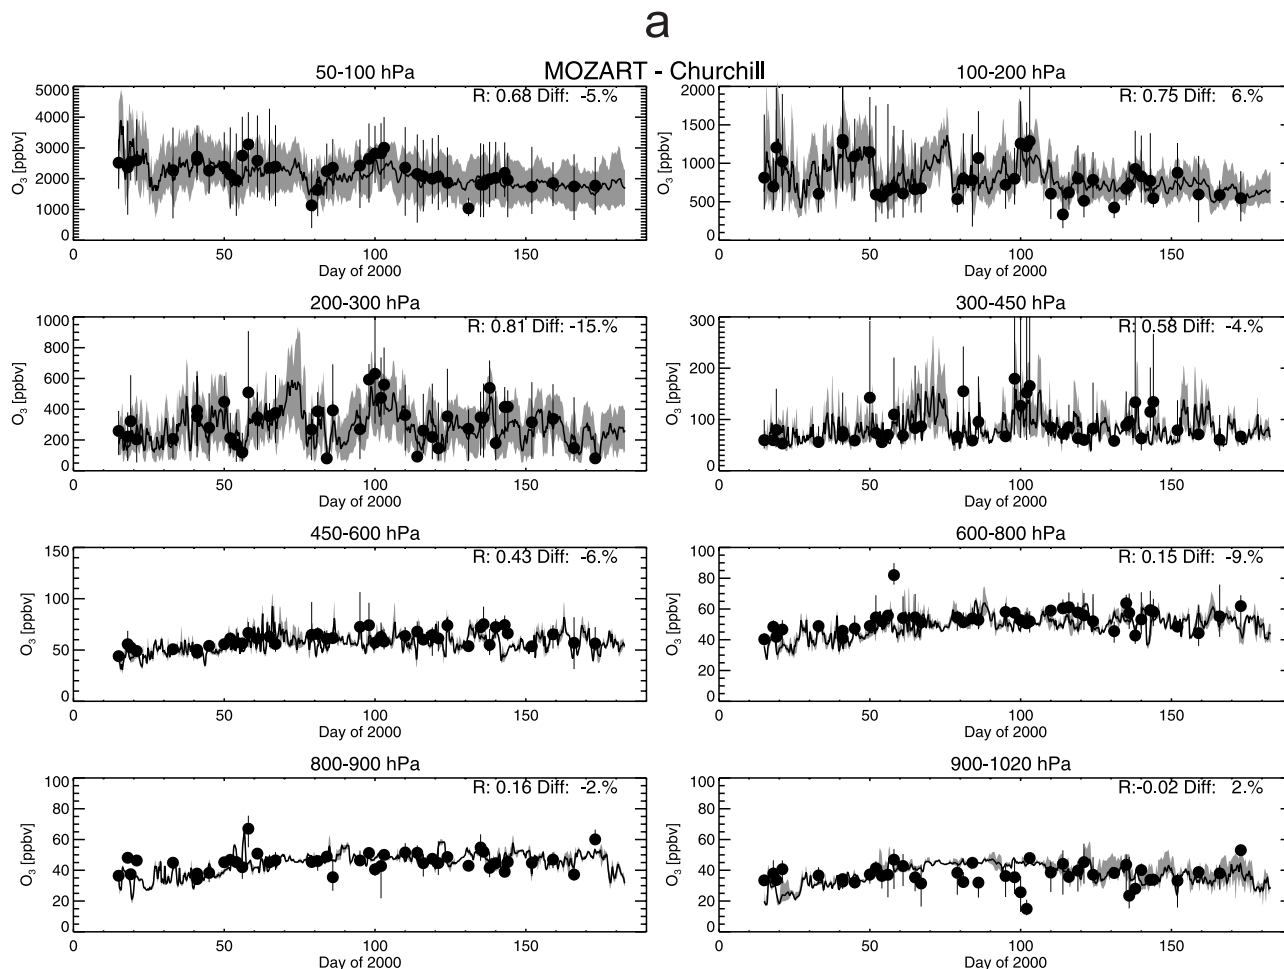 a
MOZART - Churchill
50-100 hPa
R: 0.68 Diff: -5.%
O3 [ppbv]
5000
4000
3000
2000
1000
0
0 50 100 150
Day of 2000
100-200 hPa
R: 0.75 Diff: 6.%
O3 [ppbv]
2000
1500
1000
500
0
0 50 100 150
Day of 2000
200-300 hPa
R: 0.81 Diff: -15.%
O3 [ppbv]
1000
800
600
400
200
0
0 50 100 150
Day of 2000
300-450 hPa
R: 0.58 Diff: -4.%
O3 [ppbv]
300
200
100
0
0 50 100 150
Day of 2000
450-600 hPa
R: 0.43 Diff: -6.%
O3 [ppbv]
150
100
50
0
0 50 100 150
Day of 2000
600-800 hPa
R: 0.15 Diff: -9.%
O3 [ppbv]
100
80
60
40
20
0
0 50 100 150
Day of 2000
800-900 hPa
R: 0.16 Diff: -2.%
O3 [ppbv]
100
80
60
40
20
0
0 50 100 150
Day of 2000
900-1020 hPa
R:-0.02 Diff: 2.%
O3 [ppbv]
100
80
60
40
20
0
0 50 100 150
Day of 2000